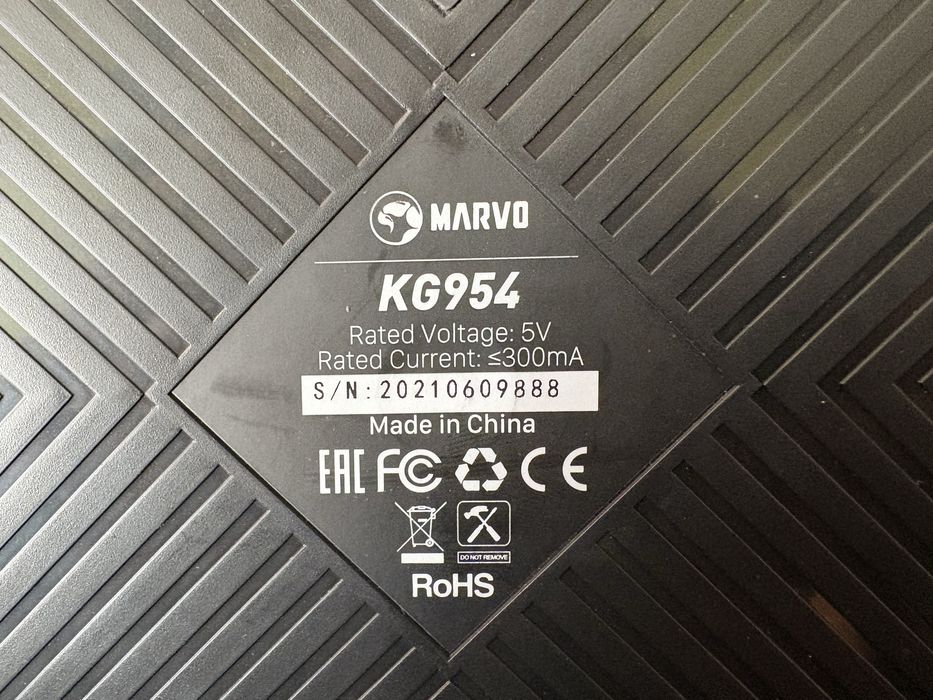 MARVO
KG954
Rated Voltage: 5V
Rated Current: ≤300mA
S/N:20210609888
Made in China
EAC FC CE
DO NOT REMOVE
RoHS